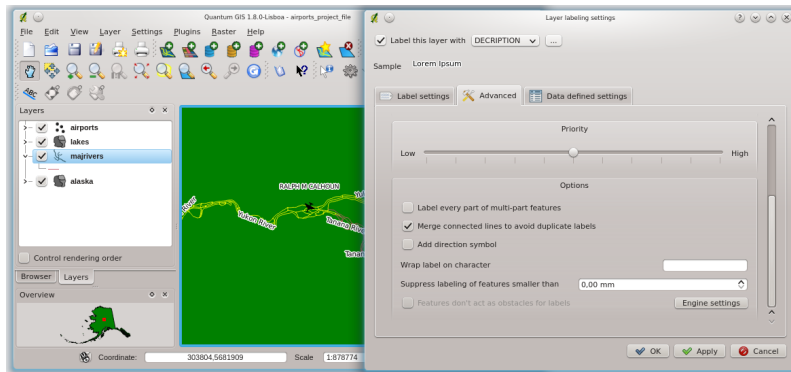 Quantum GIS 1.8.0-Lisboa - airports_project_file
File Edit View Layer Settings Plugins Raster Help
ABC
Layers
airports
lakes
majrivers
alaska
Control rendering order
Browser Layers
Overview
RALPH M CALHOUN
River
Yukon River
Yu
Tanana Rive
Tanan
Coordinate: 303804,5681909 Scale 1:878774
Layer labeling settings
Label this layer with DECRIPTION ...
Sample Lorem Ipsum
Label settings Advanced Data defined settings
Priority
Low High
Options
Label every part of multi-part features
Merge connected lines to avoid duplicate labels
Add direction symbol
Wrap label on character
Suppress labeling of features smaller than 0,00 mm
Features don't act as obstacles for labels Engine settings
OK Apply Cancel